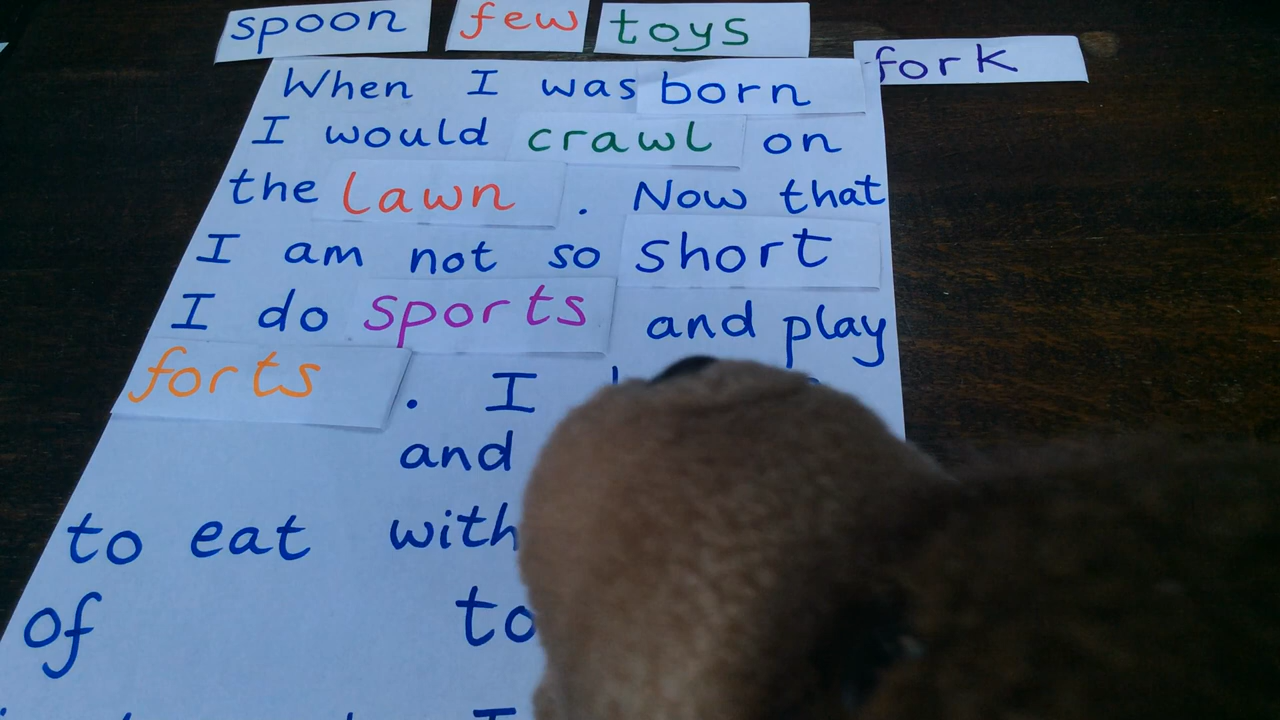 spoon few toys
fork
When I was born
I would crawl on
the lawn . Now that
I am not so short
I do sports and play
forts . I
and
to eat with
of to
I